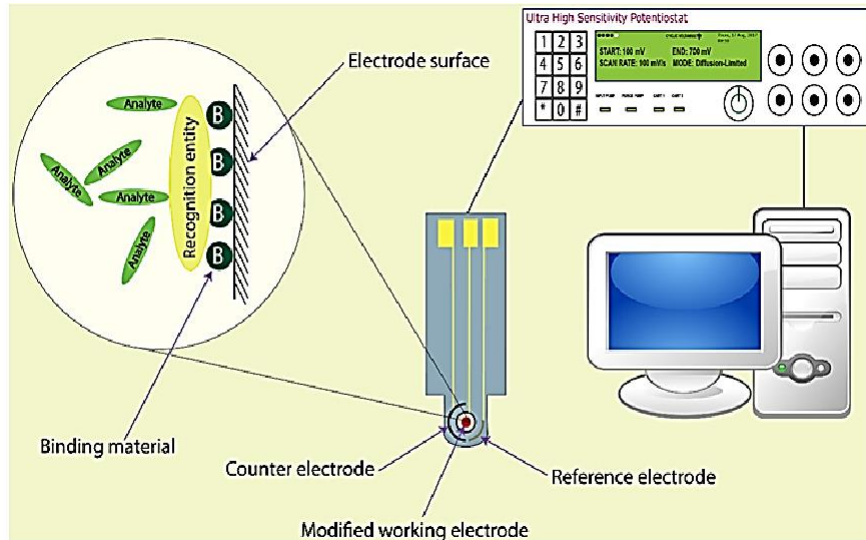 Ultra High Sensitivity Potentiostat
START: 100 mV END: 700 mV
SCAN RATE: 100 mV/s MODE: Diffusion-Limited
1 2 3
4 5 6
7 8 9
* 0 #
Electrode surface
Analyte
Analyte
Analyte
Analyte
Analyte
Recognition entity
B
B
B
B
Binding material
Counter electrode
Reference electrode
Modified working electrode